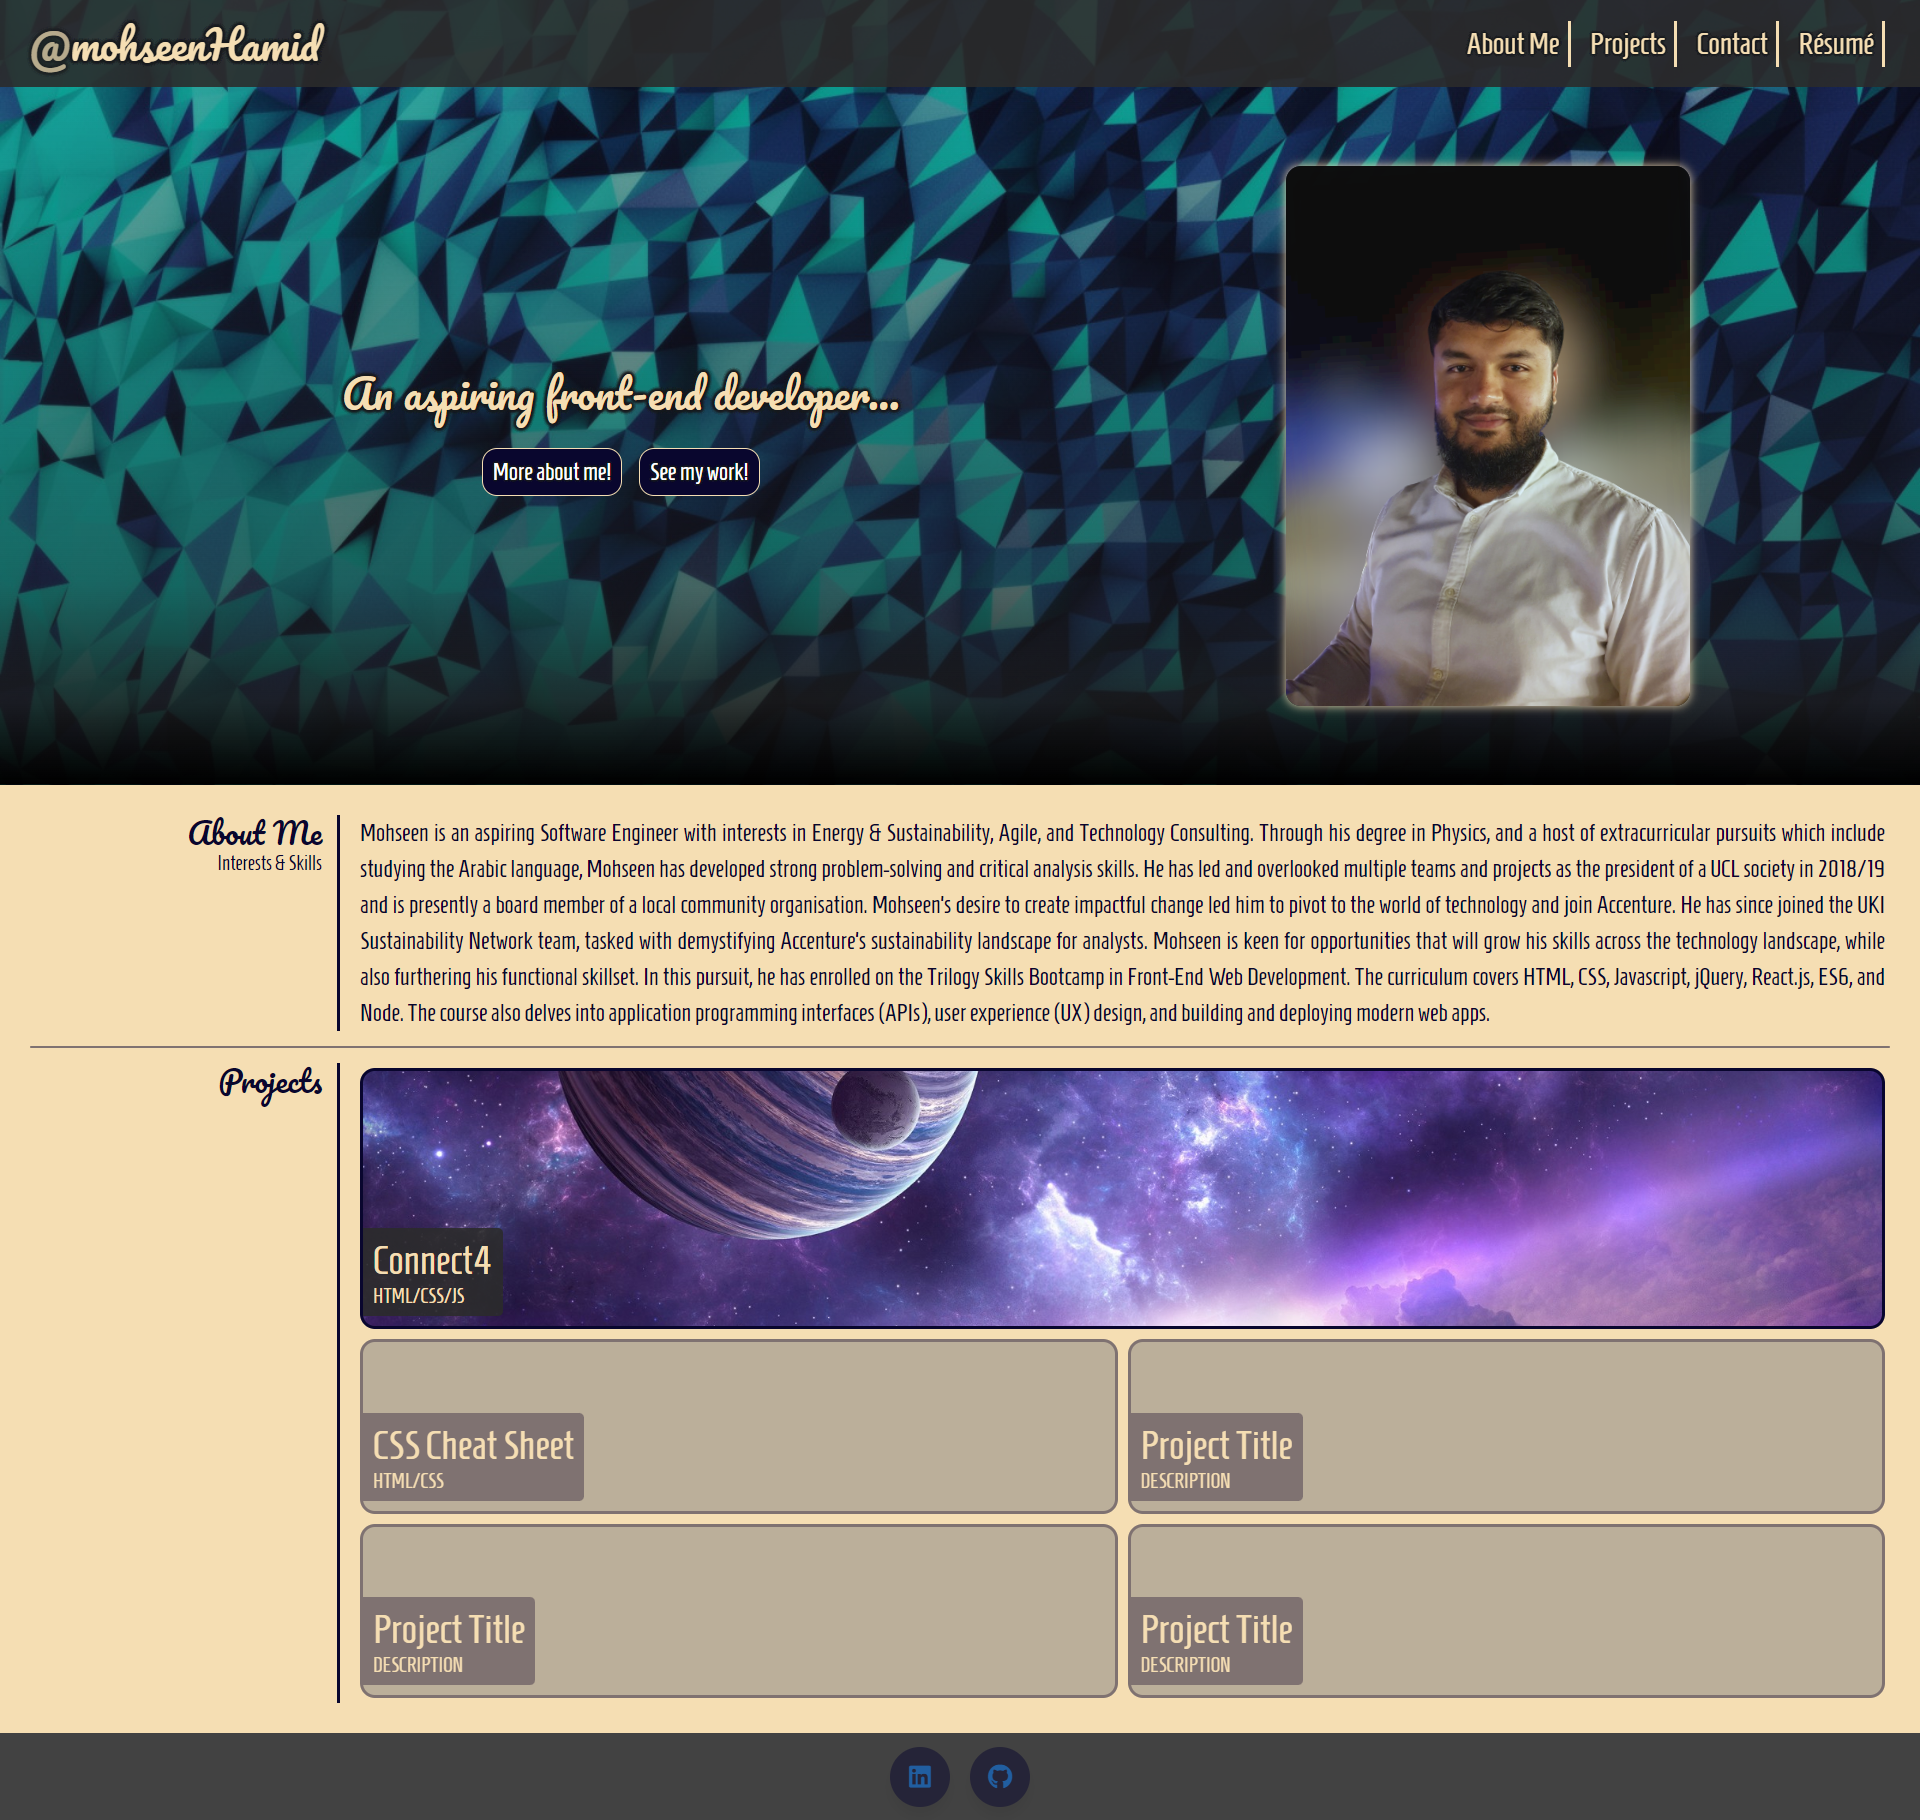 @mohseenHamid
About Me
Projects
Contact
Résumé
An aspiring front-end developer...
More about me!
See my work!
About Me
Interests & Skills
Mohseen is an aspiring Software Engineer with interests in Energy & Sustainability, Agile, and Technology Consulting. Through his degree in Physics, and a host of extracurricular pursuits which include
studying the Arabic language, Mohseen has developed strong problem-solving and critical analysis skills. He has led and overlooked multiple teams and projects as the president of a UCL society in 2018/19
and is presently a board member of a local community organisation. Mohseen's desire to create impactful change led him to pivot to the world of technology and join Accenture. He has since joined the UKI
Sustainability Network team, tasked with demystifying Accenture's sustainability landscape for analysts. Mohseen is keen for opportunities that will grow his skills across the technology landscape, while
also furthering his functional skillset. In this pursuit, he has enrolled on the Trilogy Skills Bootcamp in Front-End Web Development. The curriculum covers HTML, CSS, Javascript, jQuery, React.js, ES6, and
Node. The course also delves into application programming interfaces (APIs), user experience (UX) design, and building and deploying modern web apps.
Projects
Connect4
HTML/CSS/JS
CSS Cheat Sheet
HTML/CSS
Project Title
DESCRIPTION
Project Title
DESCRIPTION
Project Title
DESCRIPTION